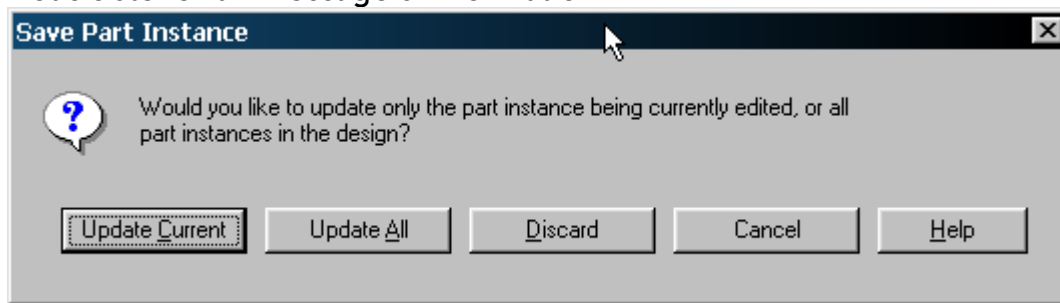 Save Part Instance
Would you like to update only the part instance being currently edited, or all
part instances in the design?
Update Current
Update All
Discard
Cancel
Help